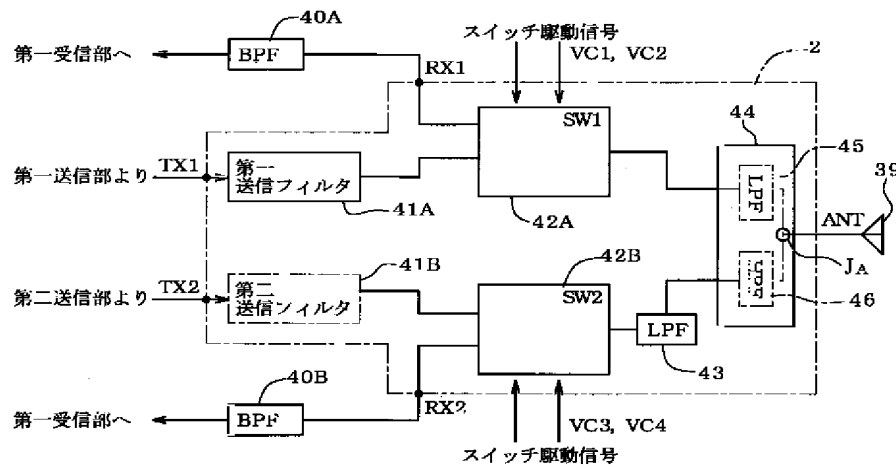 40A
スイッチ駆動信号
第一受信部へ
BPF
RX1
VC1, VC2
2
SW1
44
45
39
第一送信部より
TX1
第一
送信フィルタ
41A
42A
LPF
ANT
JA
41B
42B
第二送信部より
TX2
第二
送信フィルタ
SW2
LPF
43
46
40B
RX2
第一受信部へ
BPF
VC3, VC4
スイッチ駆動信号